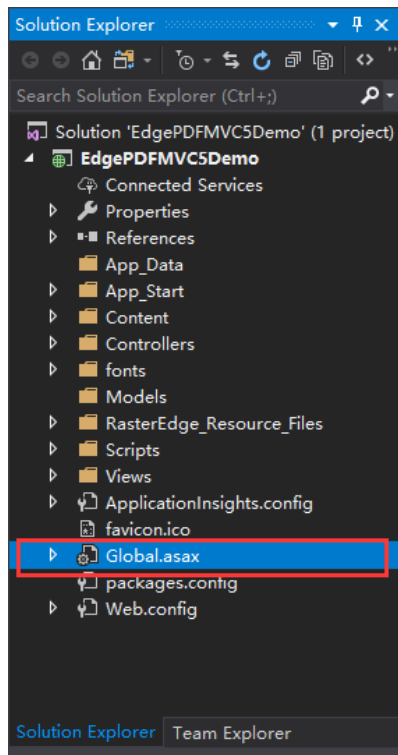 Solution Explorer
Search Solution Explorer (Ctrl+;)
Solution 'EdgePDFMVC5Demo' (1 project)
EdgePDFMVC5Demo
Connected Services
Properties
References
App_Data
App_Start
Content
Controllers
fonts
Models
RasterEdge_Resource_Files
Scripts
Views
ApplicationInsights.config
favicon.ico
Global.asax
packages.config
Web.config
Solution Explorer Team Explorer